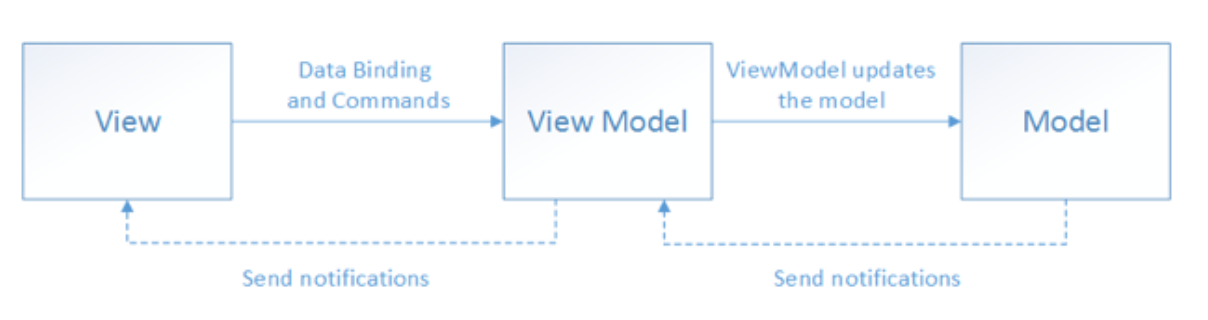 Data Binding
and Commands
ViewModel updates
the model
View
View Model
Model
Send notifications
Send notifications